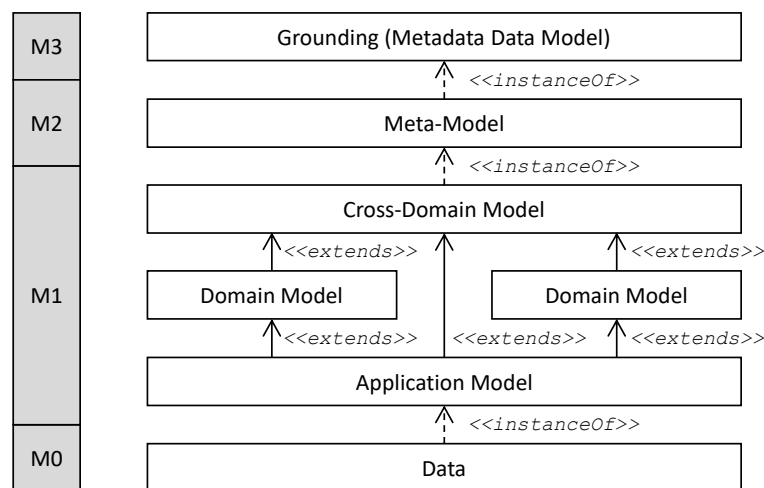 M3
Grounding (Metadata Data Model)
<<instanceOf>>
M2
Meta-Model
<<instanceOf>>
M1
Cross-Domain Model
<<extends>>
<<extends>>
Domain Model
Domain Model
<<extends>>
<<extends>>
<<extends>>
Application Model
<<instanceOf>>
M0
Data